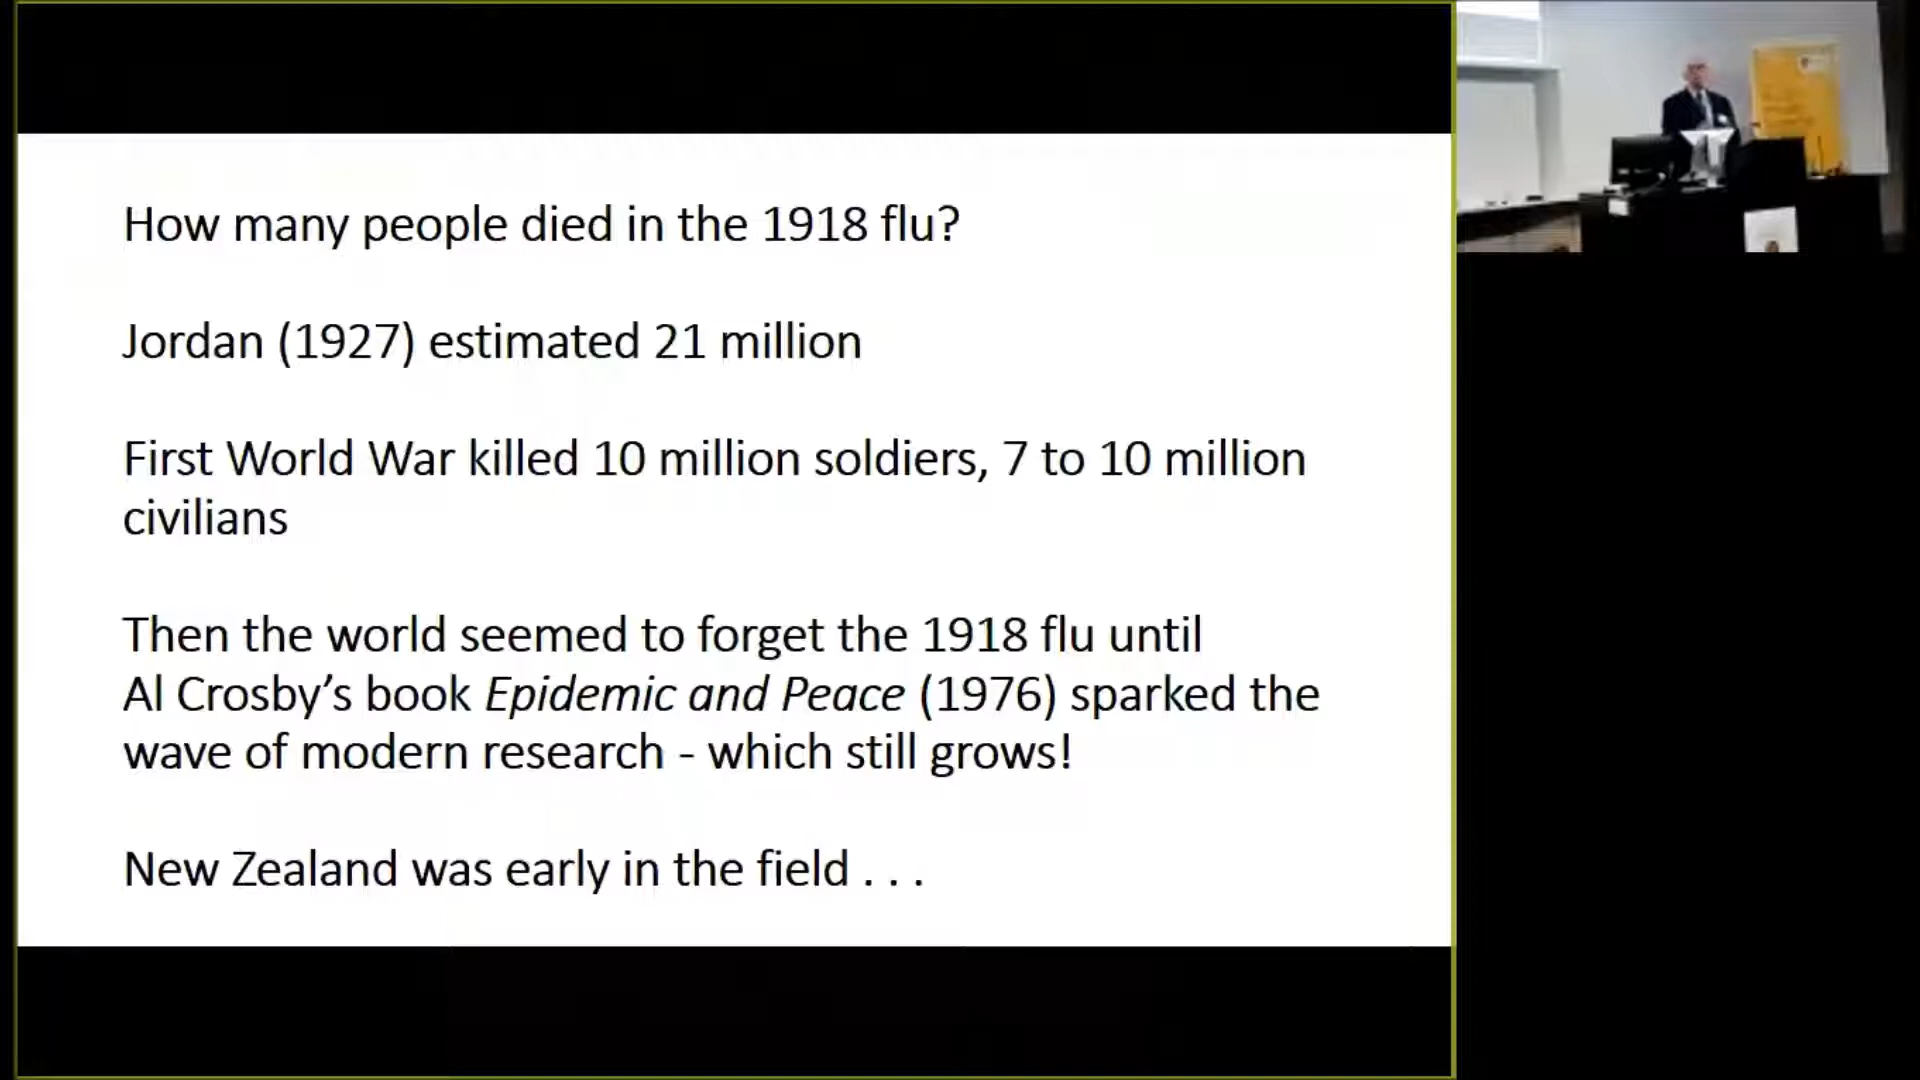 How many people died in the 1918 flu?
Jordan (1927) estimated 21 million
First World War killed 10 million soldiers, 7 to 10 million
civilians
Then the world seemed to forget the 1918 flu until
Al Crosby’s book Epidemic and Peace (1976) sparked the
wave of modern research - which still grows!
New Zealand was early in the field . . .